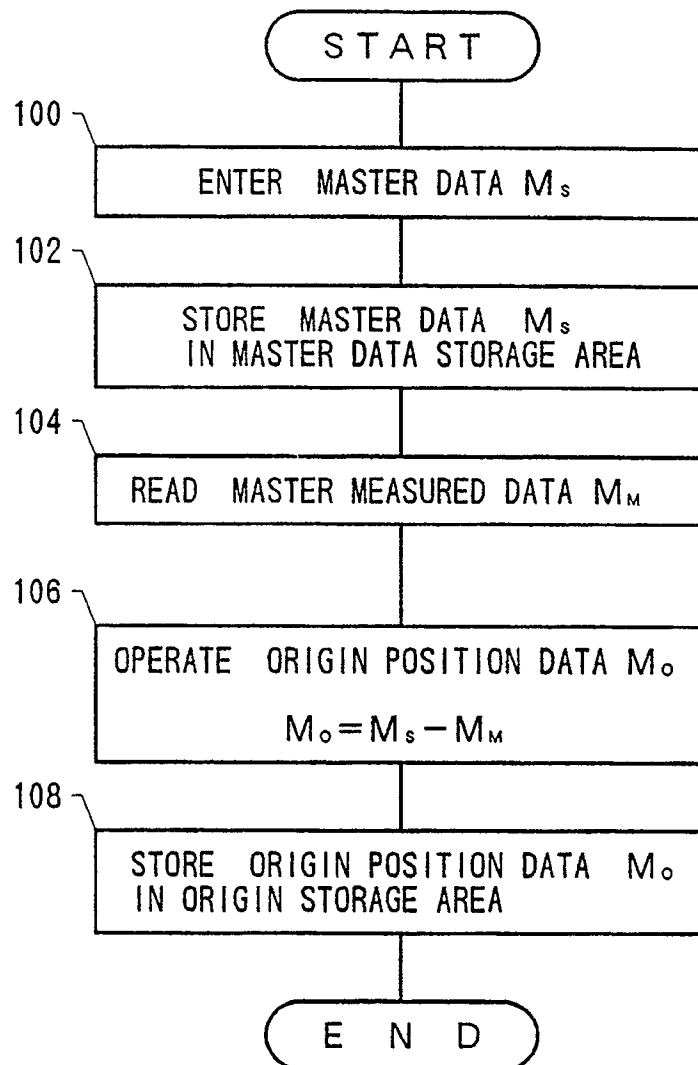 START
100
ENTER MASTER DATA Ms
102
STORE MASTER DATA Ms
IN MASTER DATA STORAGE AREA
104
READ MASTER MEASURED DATA MM
106
OPERATE ORIGIN POSITION DATA Mo
Mo=Ms-MM
108
STORE ORIGIN POSITION DATA Mo
IN ORIGIN STORAGE AREA
END